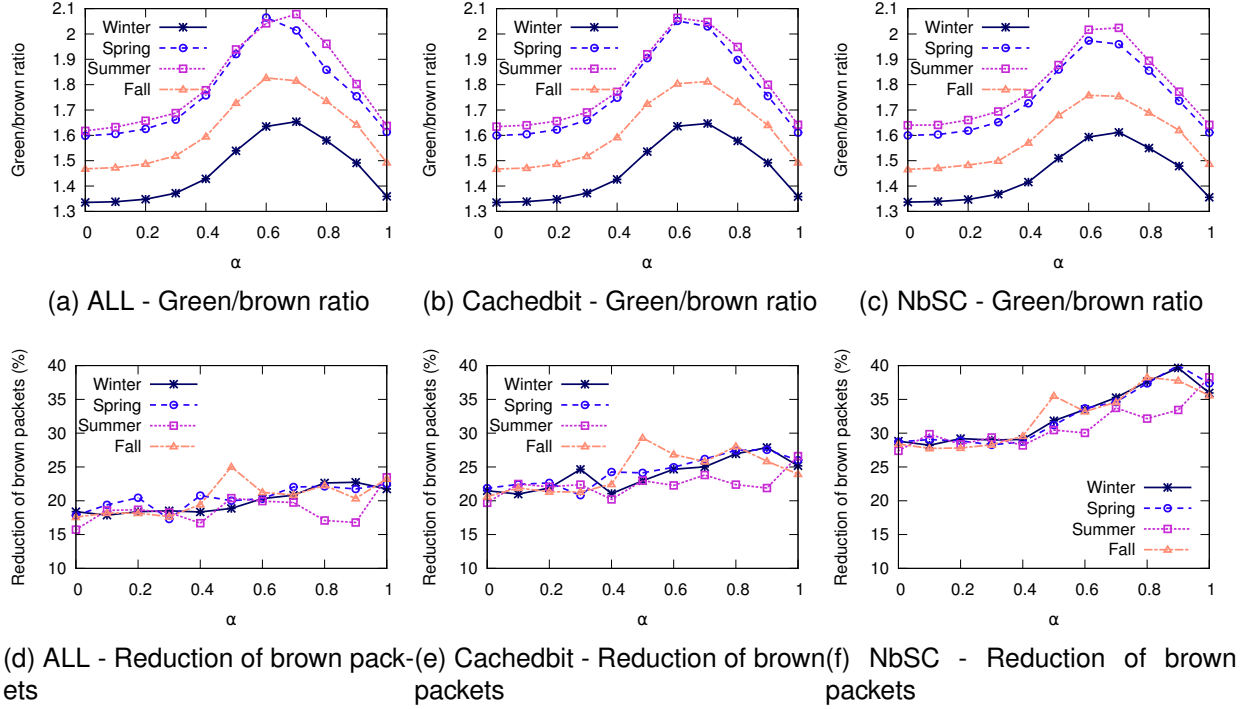 2.1
2
1.9
1.8
1.7
1.6
1.5
1.4
1.3
Green/brown ratio
Winter
Spring
Summer
Fall
0 0.2 0.4 0.6 0.8 1
α
(a) ALL - Green/brown ratio
2.1
2
1.9
1.8
1.7
1.6
1.5
1.4
1.3
Green/brown ratio
Winter
Spring
Summer
Fall
0 0.2 0.4 0.6 0.8 1
α
(b) Cachedbit - Green/brown ratio
2.1
2
1.9
1.8
1.7
1.6
1.5
1.4
1.3
Green/brown ratio
Winter
Spring
Summer
Fall
0 0.2 0.4 0.6 0.8 1
α
(c) NbSC - Green/brown ratio
40
35
30
25
20
15
10
Reduction of brown packets (%)
Winter
Spring
Summer
Fall
0 0.2 0.4 0.6 0.8 1
α
(d) ALL - Reduction of brown pack-
ets
40
35
30
25
20
15
10
Reduction of brown packets (%)
Winter
Spring
Summer
Fall
0 0.2 0.4 0.6 0.8 1
α
(e) Cachedbit - Reduction of brown
packets
40
35
30
25
20
15
10
Reduction of brown packets (%)
Winter
Spring
Summer
Fall
0 0.2 0.4 0.6 0.8 1
α
(f) NbSC - Reduction of brown
packets